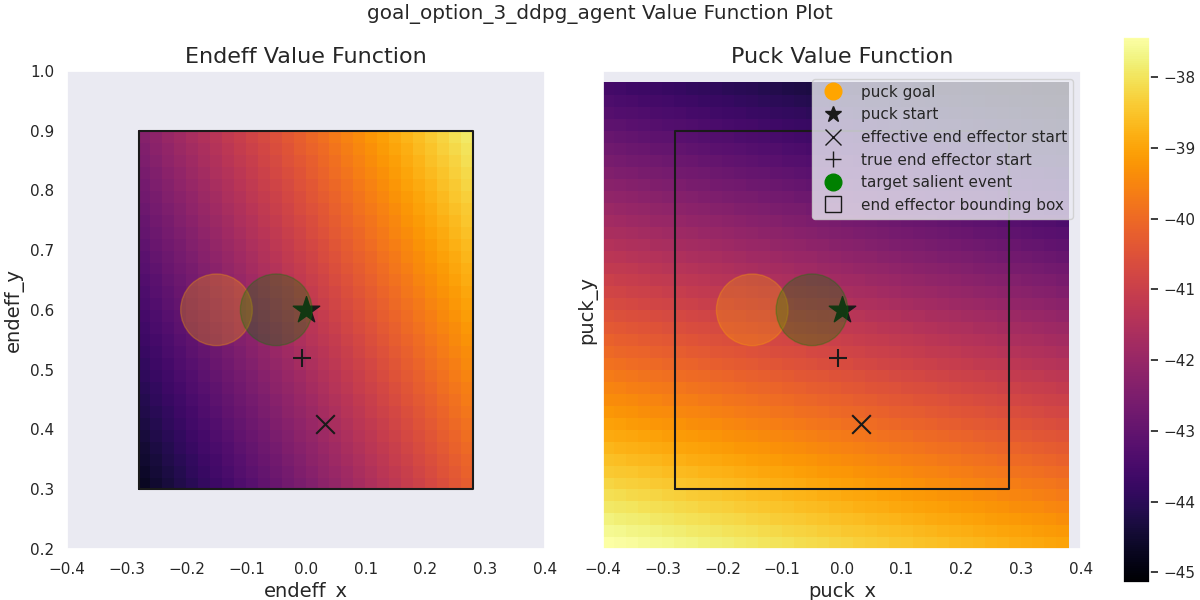 goal_option_3_ddpg_agent Value Function Plot
Endeff Value Function
endeff_y
1.0
0.9
0.8
0.7
0.6
0.5
0.4
0.3
0.2
−0.4 −0.3 −0.2 −0.1 0.0 0.1 0.2 0.3 0.4
endeff_x
Puck Value Function
puck_y
puck goal
puck start
effective end effector start
true end effector start
target salient event
end effector bounding box
−0.4 −0.3 −0.2 −0.1 0.0 0.1 0.2 0.3 0.4
puck_x
−38
−39
−40
−41
−42
−43
−44
−45